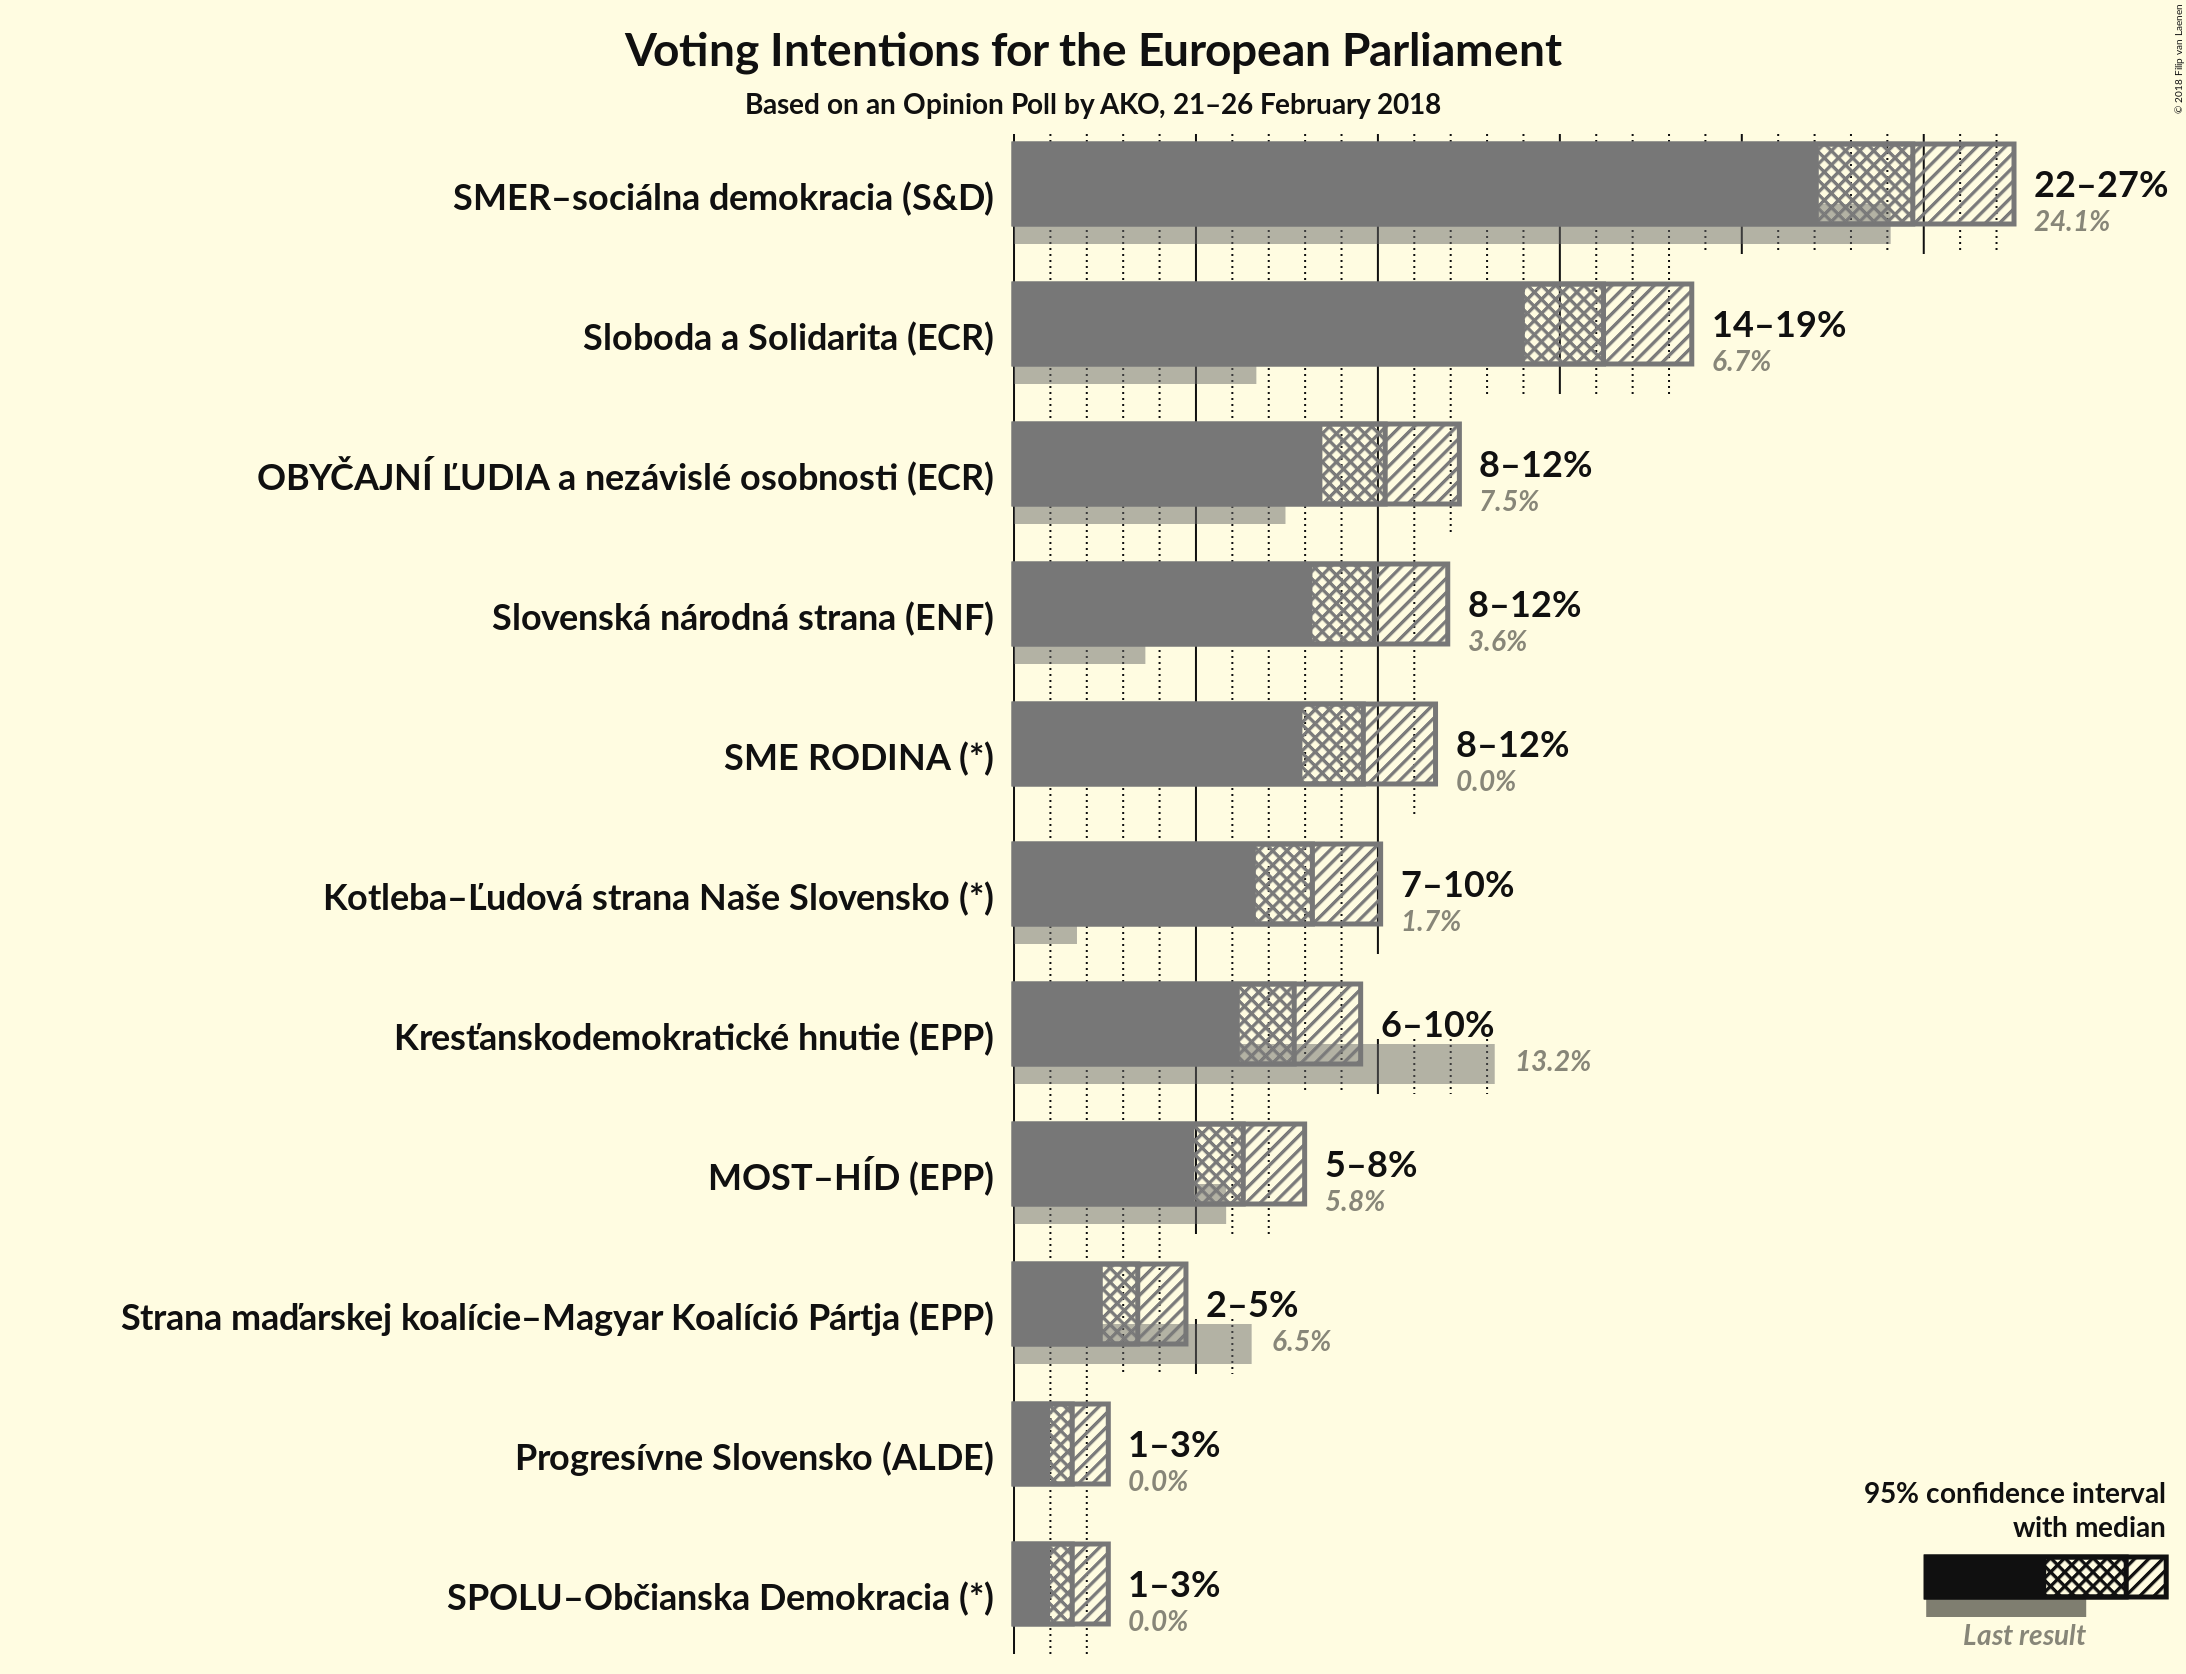 Voting Intentions for the European Parliament
Based on an Opinion Poll by AKO, 21–26 February 2018
© 2018 Filip van Laenen
SMER–sociálna demokracia (S&D)
22–27%
24.1%
Sloboda a Solidarita (ECR)
14–19%
6.7%
OBYČAJNÍ ĽUDIA a nezávislé osobnosti (ECR)
8–12%
7.5%
Slovenská národná strana (ENF)
8–12%
3.6%
SME RODINA (*)
8–12%
0.0%
Kotleba–Ľudová strana Naše Slovensko (*)
7–10%
1.7%
Kresťanskodemokratické hnutie (EPP)
6–10%
13.2%
MOST–HÍD (EPP)
5–8%
5.8%
Strana maďarskej koalície–Magyar Koalíció Pártja (EPP)
2–5%
6.5%
Progresívne Slovensko (ALDE)
1–3%
0.0%
SPOLU–Občianska Demokracia (*)
1–3%
0.0%
95% confidence interval
with median
Last result